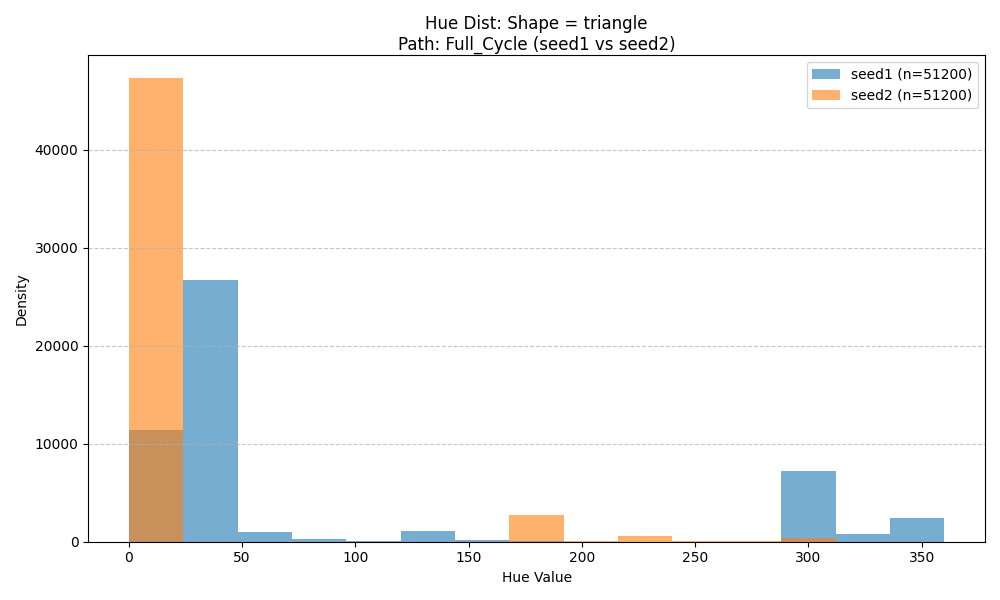 Hue Dist: Shape = triangle
Path: Full_Cycle (seed1 vs seed2)
seed1 (n=51200)
seed2 (n=51200)
Density
40000
30000
20000
10000
0
0 50 100 150 200 250 300 350
Hue Value